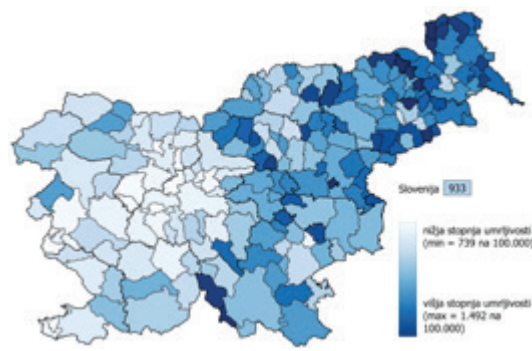 Slovenija 933
nižja stopnja umrljivosti
(min = 739 na 100.000)
višja stopnja umrljivosti
(max = 1.492 na
100.000)